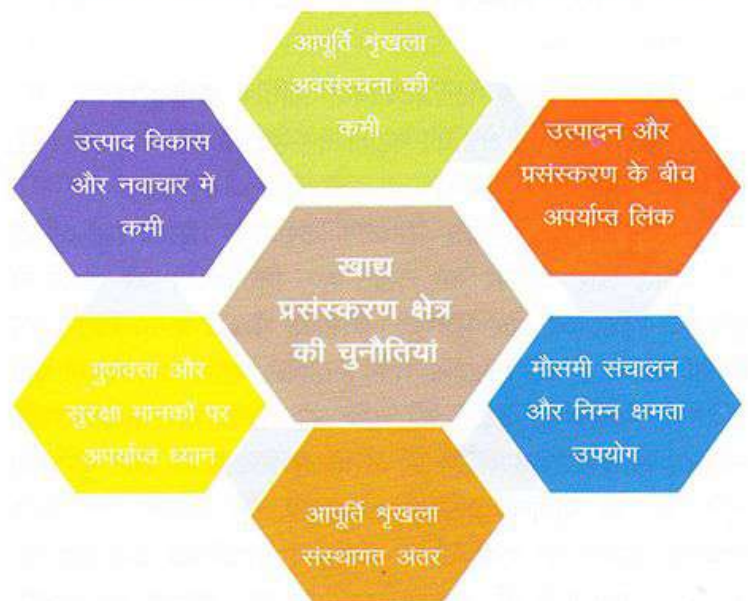 आपूर्ति श्रृंखला
अवसंरचना की
कमी
उत्पाद विकास
और नवाचार में
कमी
उत्पादन और
प्रसंस्करण के बीच
अपर्याप्त लिंक
खाद्य
प्रसंस्करण क्षेत्र
की चुनौतियां
गुणवत्ता और
सुरक्षा मानकों पर
अपर्याप्त ध्यान
मौसमी संचालन
और निम्न क्षमता
उपयोग
आपूर्ति श्रृंखला
संस्थागत अंतर